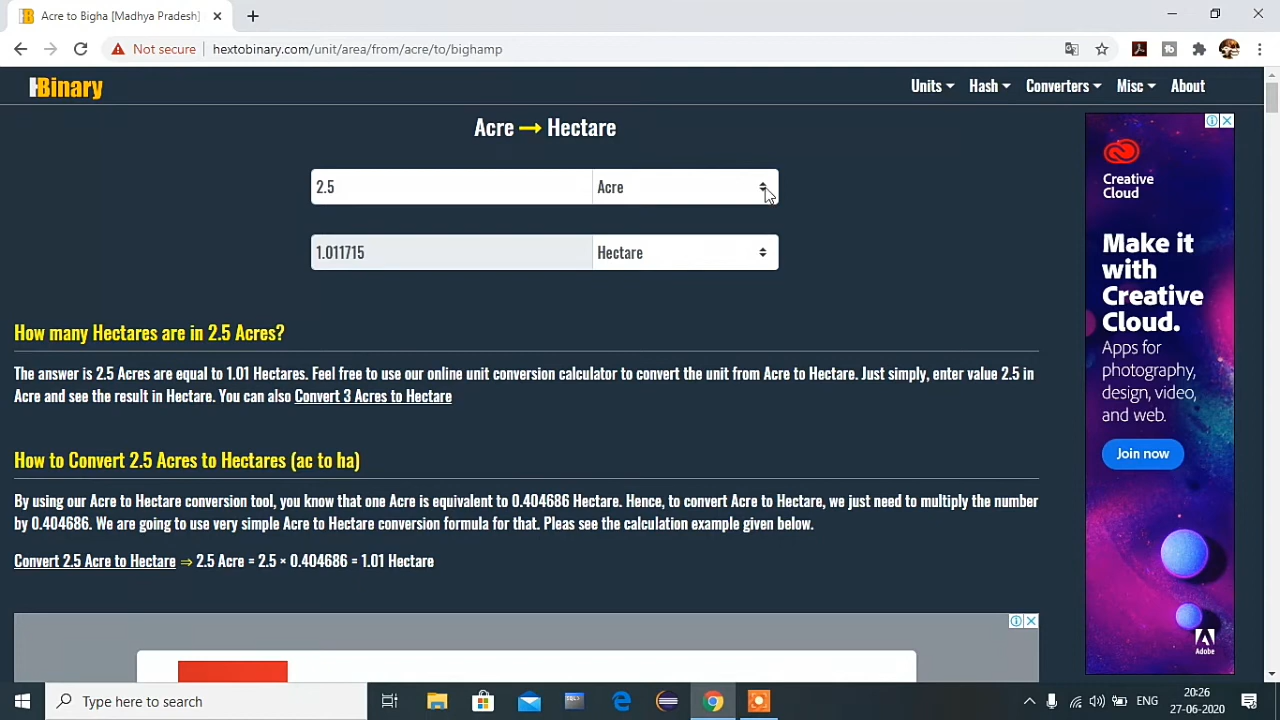 Acre to Bigha [Madhya Pradesh]
Not secure
hextobinary.com/unit/area/from/acre/to/bighamp
Binary
Units
Hash
Converters
Misc
About
Acre → Hectare
2.5
Acre
1.011715
Hectare
How many Hectares are in 2.5 Acres?
The answer is 2.5 Acres are equal to 1.01 Hectares. Feel free to use our online unit conversion calculator to convert the unit from Acre to Hectare. Just simply, enter value 2.5 in
Acre and see the result in Hectare. You can also Convert 3 Acres to Hectare
How to Convert 2.5 Acres to Hectares (ac to ha)
By using our Acre to Hectare conversion tool, you know that one Acre is equivalent to 0.404686 Hectare. Hence, to convert Acre to Hectare, we just need to multiply the number
by 0.404686. We are going to use very simple Acre to Hectare conversion formula for that. Pleas see the calculation example given below.
Convert 2.5 Acre to Hectare ⇒ 2.5 Acre = 2.5 × 0.404686 = 1.01 Hectare
Creative
Cloud
Make it
with
Creative
Cloud.
Apps for
photography,
design, video,
and web.
Join now
Adobe
Type here to search
ENG
20:26
27-06-2020